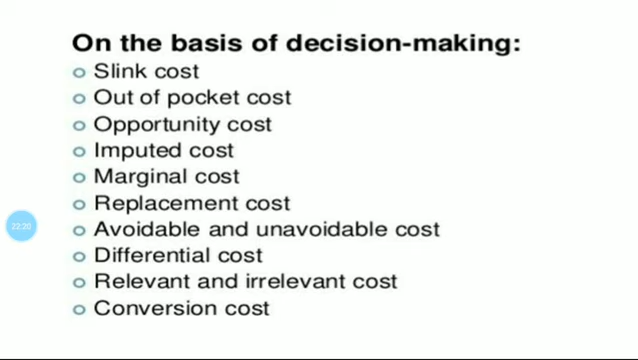 On the basis of decision-making:
Slink cost
Out of pocket cost
Opportunity cost
Imputed cost
Marginal cost
Replacement cost
22:20
Avoidable and unavoidable cost
Differential cost
Relevant and irrelevant cost
Conversion cost